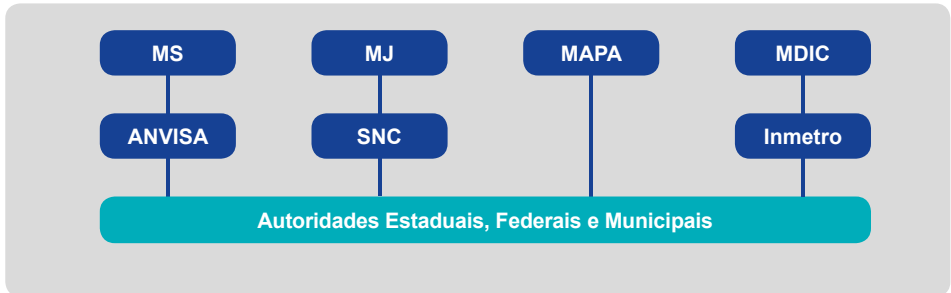 MS
MJ
MAPA
MDIC
ANVISA
SNC
Inmetro
Autoridades Estaduais, Federais e Municipais